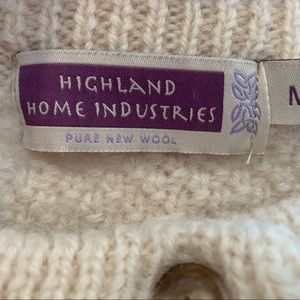 HIGHLAND
HOME INDUSTRIES
PURE NEW WOOL
M